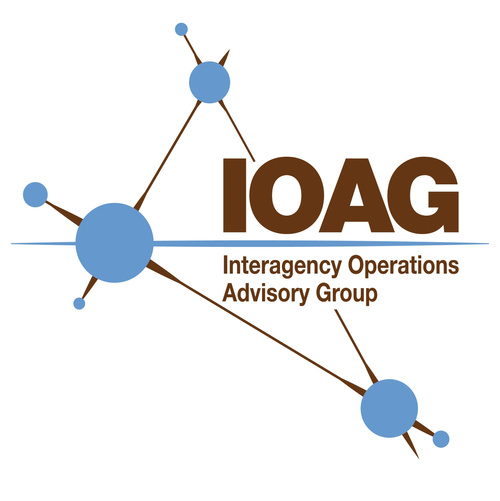 IOAG
Interagency Operations
Advisory Group